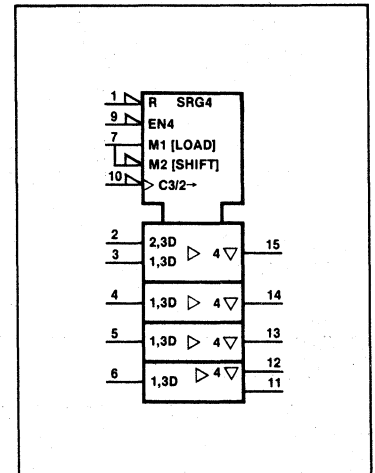 1 R SRG4
9 EN4
7 M1 [LOAD]
M2 [SHIFT]
10 C3/2→
2 2,3D 4 15
3 1,3D
4 1,3D 4 14
5 1,3D 4 13
6 1,3D 4 12
11